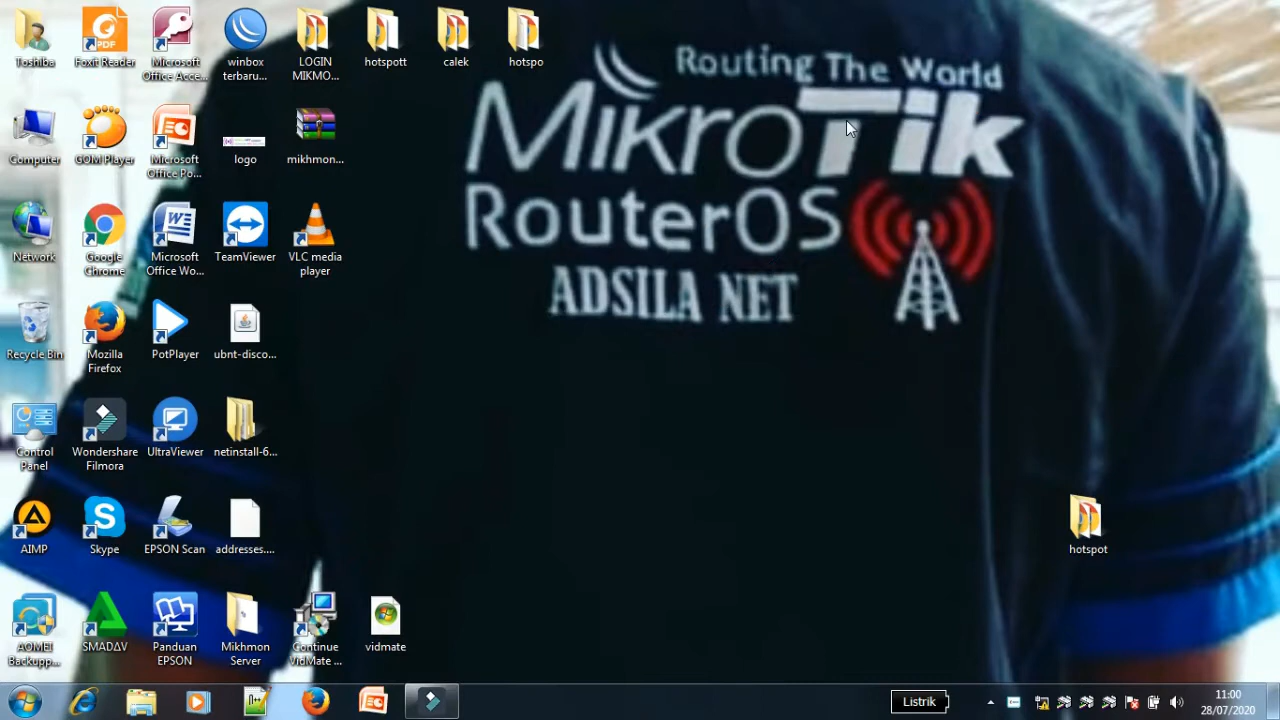 Toshiba
Foxit Reader
Microsoft
Office Acce...
winbox
terbaru...
LOGIN
MIKMO...
hotspott
calek
hotspo
Routing The World
MikroTik
RouterOS
ADSILA NET
Computer
GOM Player
Microsoft
Office Po...
logo
mikhmon...
Network
Google
Chrome
Microsoft
Office Wo...
TeamViewer
VLC media
player
Recycle Bin
Mozilla
Firefox
PotPlayer
ubnt-disco...
Control
Panel
Wondershare
Filmora
UltraViewer
netinstall-6...
AIMP
Skype
EPSON Scan
addresses....
hotspot
AOMEI
Backupp...
SMADΔV
Panduan
EPSON
Mikhmon
Server
Continue
VidMate ...
vidmate
Listrik
11:00
28/07/2020